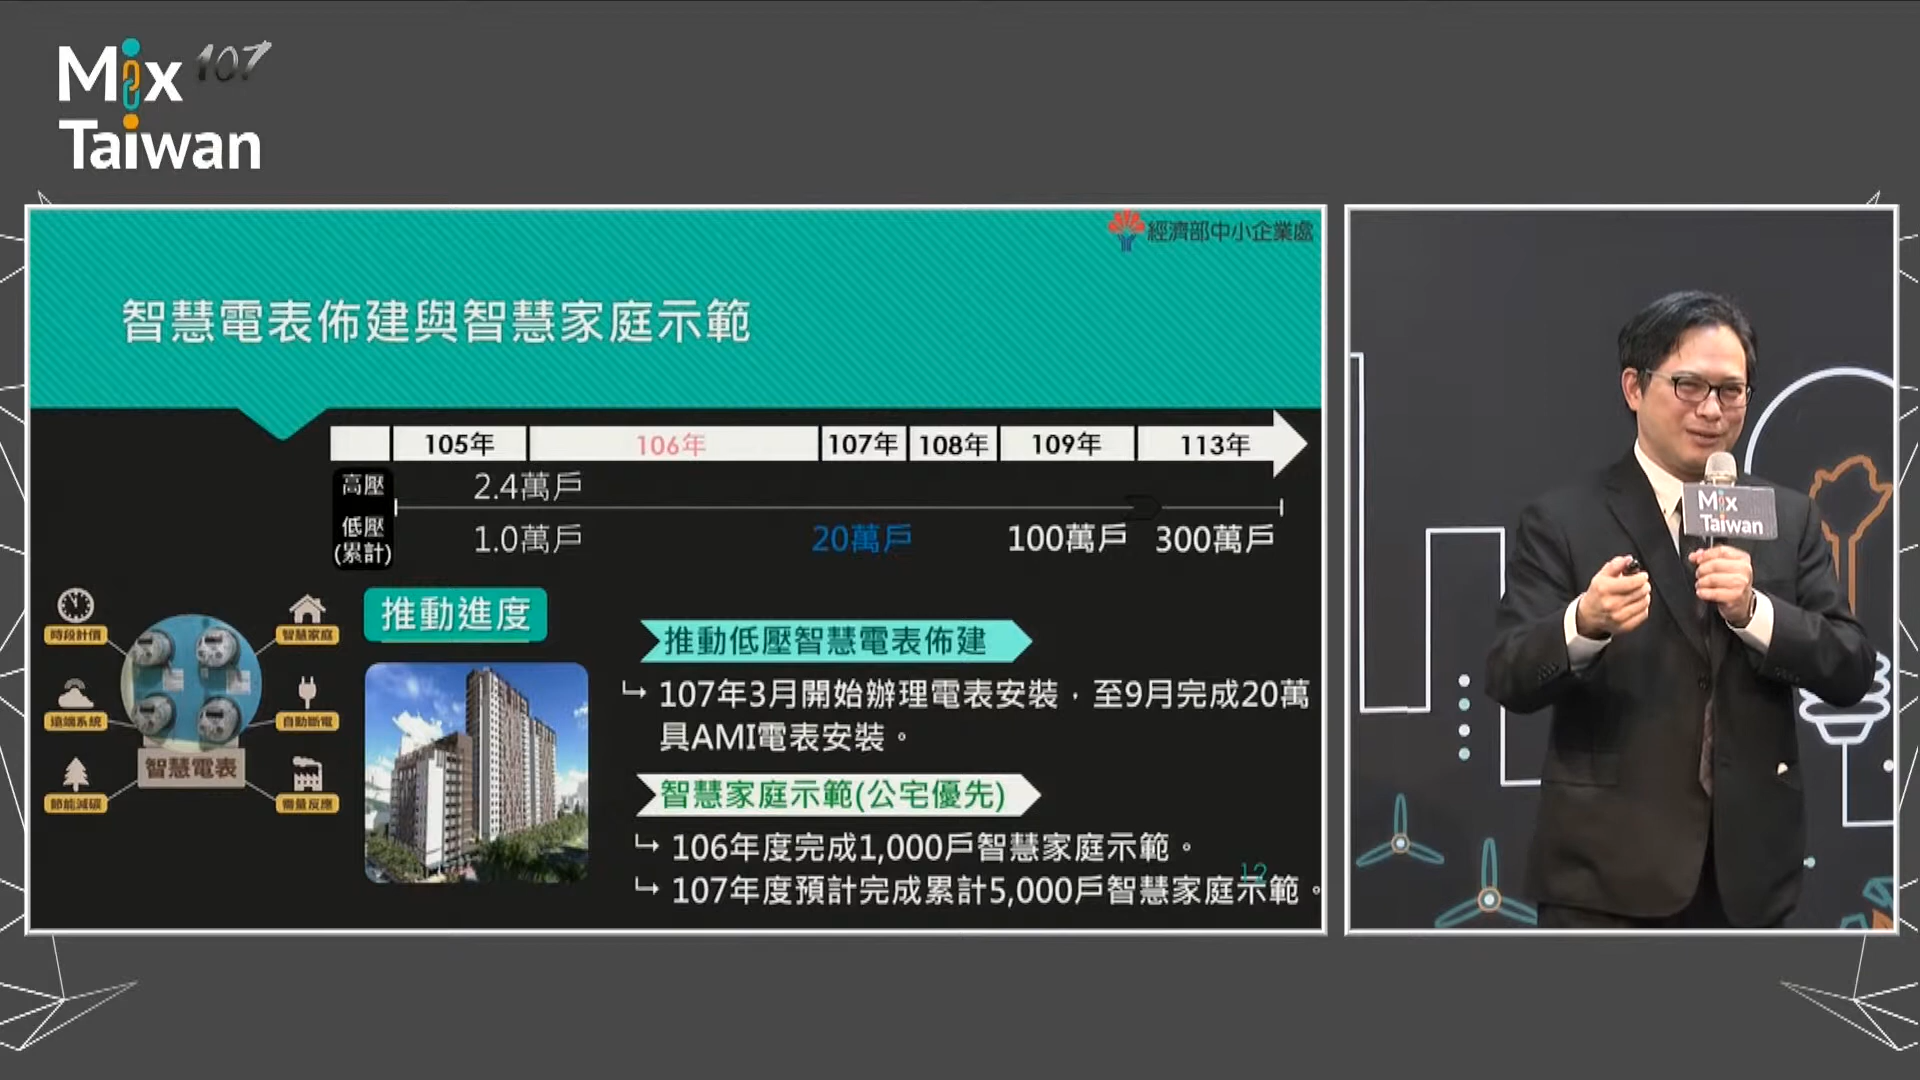 Mix 107
Taiwan
經濟部中小企業處
智慧電表佈建與智慧家庭示範
105年 106年 107年 108年 109年 113年
高壓 2.4萬戶
低壓 1.0萬戶 20萬戶 100萬戶 300萬戶
(累計)
時段計價
智慧家庭
遠端系統
自動斷電
智慧電表
節能減碳
需量反應
推動進度
推動低壓智慧電表佈建
107年3月開始辦理電表安裝，至9月完成20萬
具AMI電表安裝。
智慧家庭示範(公宅優先)
106年度完成1,000戶智慧家庭示範。
107年度預計完成累計5,000戶智慧家庭示範。
12
Mix
Taiwan